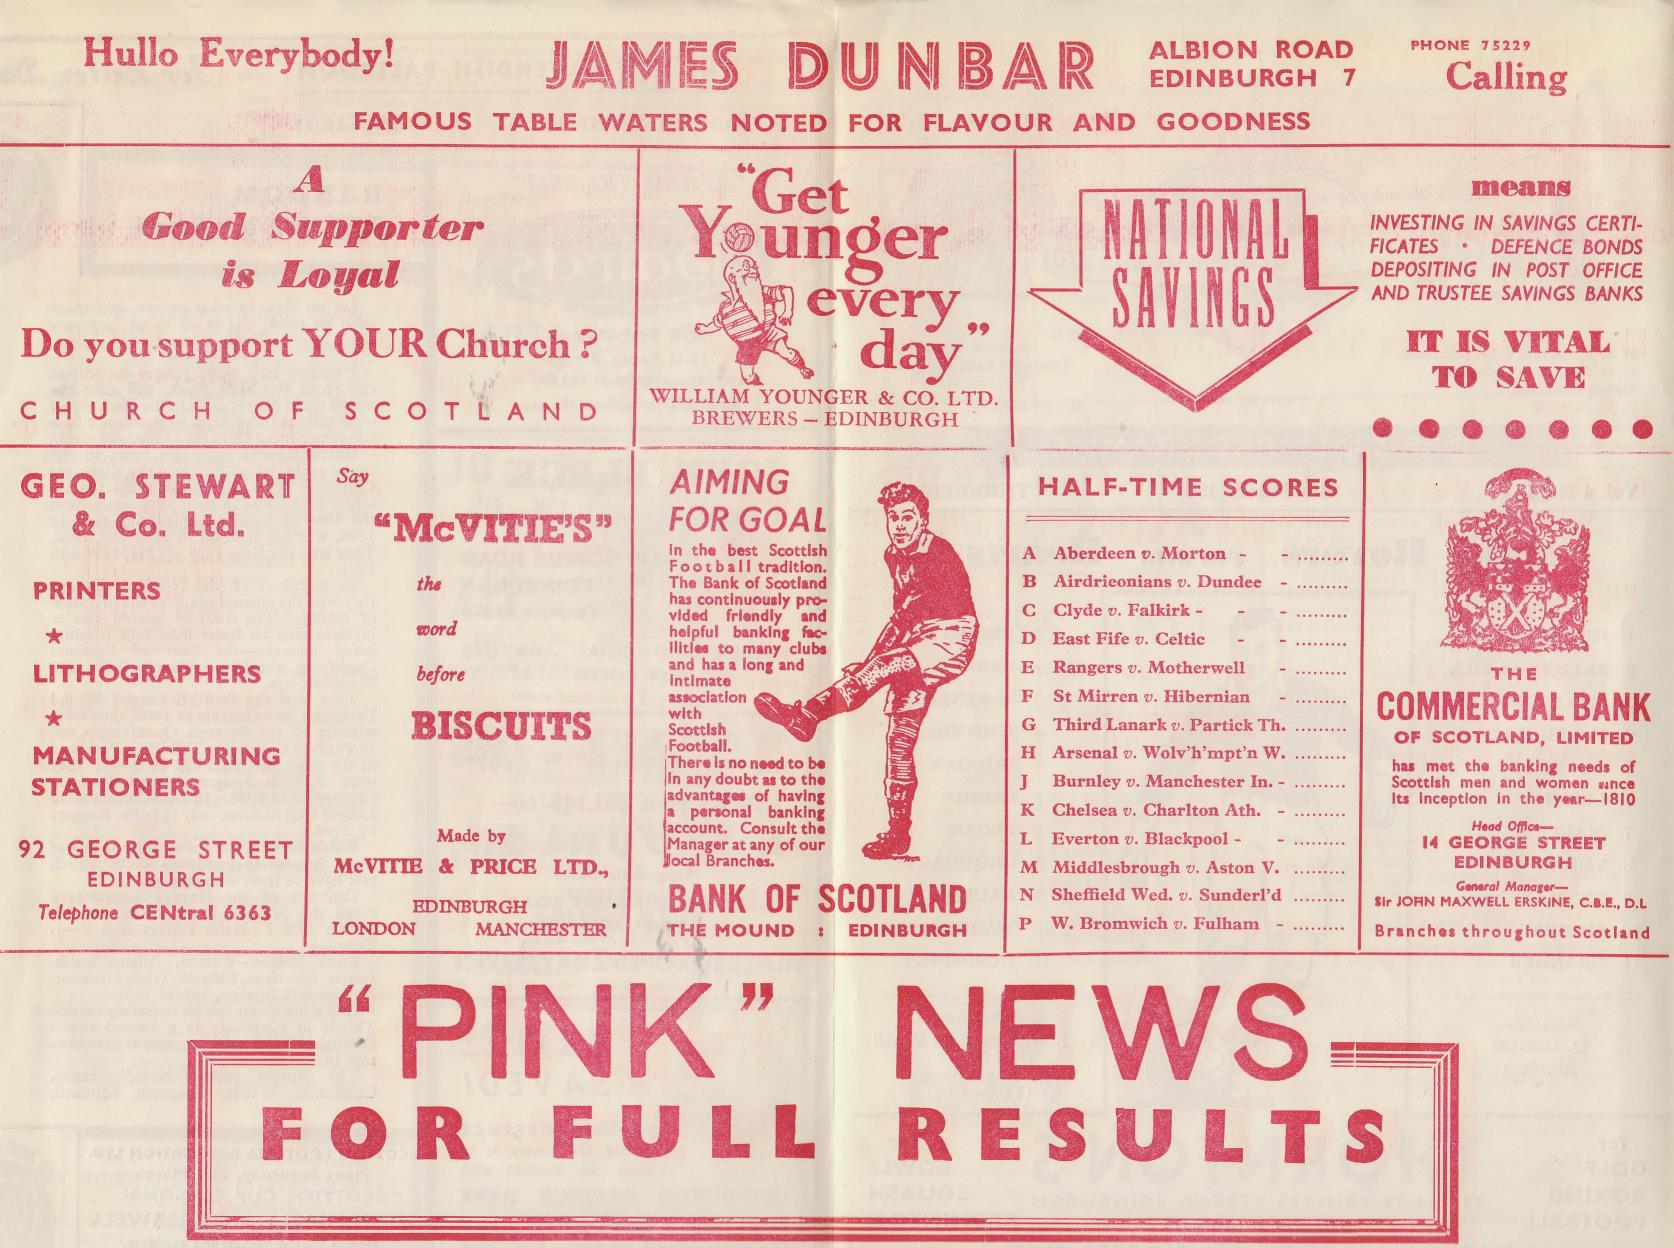 Hullo Everybody!
JAMES DUNBAR
ALBION ROAD
EDINBURGH 7
PHONE 75229
Calling
FAMOUS TABLE WATERS NOTED FOR FLAVOUR AND GOODNESS
A
Good Supporter
is Loyal
Do you support YOUR Church?
CHURCH OF SCOTLAND
"Get
Younger
every
day"
WILLIAM YOUNGER & CO. LTD.
BREWERS – EDINBURGH
NATIONAL
SAVINGS
means
INVESTING IN SAVINGS CERTI-
FICATES · DEFENCE BONDS
DEPOSITING IN POST OFFICE
AND TRUSTEE SAVINGS BANKS
IT IS VITAL
TO SAVE
GEO. STEWART
& Co. Ltd.
PRINTERS
★
LITHOGRAPHERS
★
MANUFACTURING
STATIONERS
92 GEORGE STREET
EDINBURGH
Telephone CENtral 6363
Say
"McVITIE'S"
the
word
before
BISCUITS
Made by
McVITIE & PRICE LTD.,
EDINBURGH
LONDON MANCHESTER
AIMING
FOR GOAL
in the best Scottish
Football tradition.
The Bank of Scotland
has continuously pro-
vided friendly and
helpful banking fac-
ilities to many clubs
and has a long and
intimate
association
with
Scottish
Football.
There is no need to be
in any doubt as to the
advantages of having
a personal banking
account. Consult the
Manager at any of our
local Branches.
BANK OF SCOTLAND
THE MOUND : EDINBURGH
HALF-TIME SCORES
A Aberdeen v. Morton - -
B Airdrieonians v. Dundee - .........
C Clyde v. Falkirk - - - .........
D East Fife v. Celtic - - .........
E Rangers v. Motherwell - .........
F St Mirren v. Hibernian - .........
G Third Lanark v. Partick Th. .........
H Arsenal v. Wolv'h'mpt'n W. .........
J Burnley v. Manchester In. - .........
K Chelsea v. Charlton Ath. - .........
L Everton v. Blackpool - - .........
M Middlesbrough v. Aston V. .........
N Sheffield Wed. v. Sunderl'd .........
P W. Bromwich v. Fulham - .........
THE
COMMERCIAL BANK
OF SCOTLAND, LIMITED
has met the banking needs of
Scottish men and women since
its inception in the year—1810
Head Office—
14 GEORGE STREET
EDINBURGH
General Manager—
Sir JOHN MAXWELL ERSKINE, C.B.E., D.L
Branches throughout Scotland
"PINK" NEWS
FOR FULL RESULTS